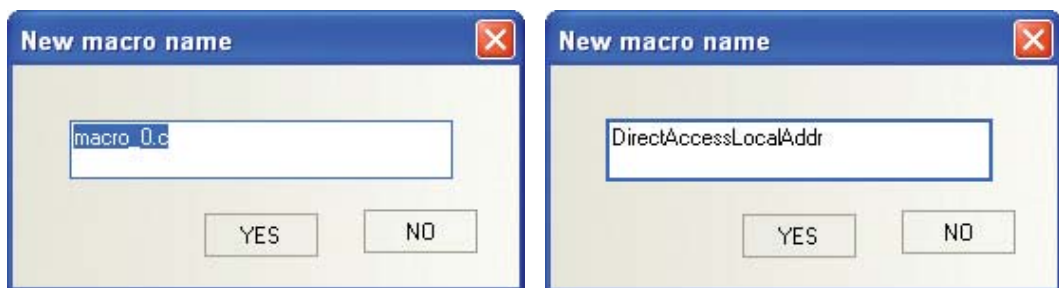 New macro name
macro_0.c
YES
NO
New macro name
DirectAccessLocalAddr
YES
NO